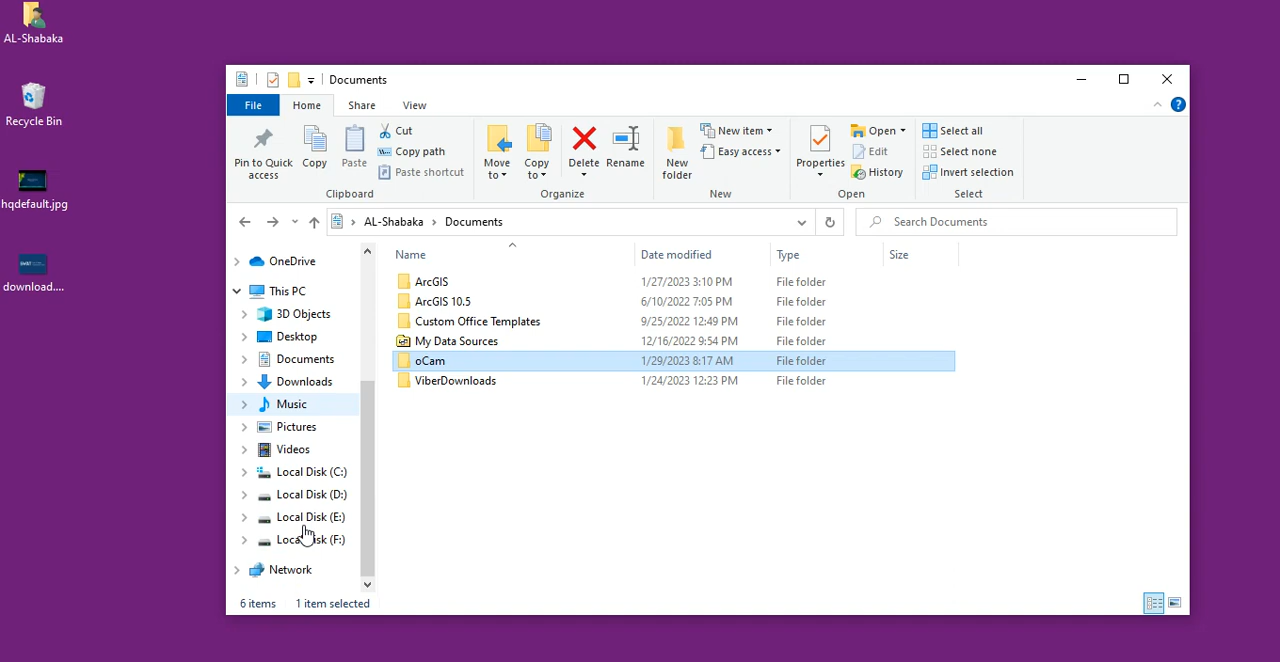 AL-Shabaka
Recycle Bin
hqdefault.jpg
download....
Documents
File Home Share View
Pin to Quick access
Copy
Paste
Cut
Copy path
Paste shortcut
Clipboard
Move to
Copy to
Delete
Rename
Organize
New folder
New item
Easy access
New
Properties
Open
Edit
History
Open
Select all
Select none
Invert selection
Select
AL-Shabaka Documents
Search Documents
OneDrive
This PC
3D Objects
Desktop
Documents
Downloads
Music
Pictures
Videos
Local Disk (C:)
Local Disk (D:)
Local Disk (E:)
Local Disk (F:)
Network
Name Date modified Type Size
ArcGIS 1/27/2023 3:10 PM File folder
ArcGIS 10.5 6/10/2022 7:05 PM File folder
Custom Office Templates 9/25/2022 12:49 PM File folder
My Data Sources 12/16/2022 9:54 PM File folder
oCam 1/29/2023 8:17 AM File folder
ViberDownloads 1/24/2023 12:23 PM File folder
6 items 1 item selected